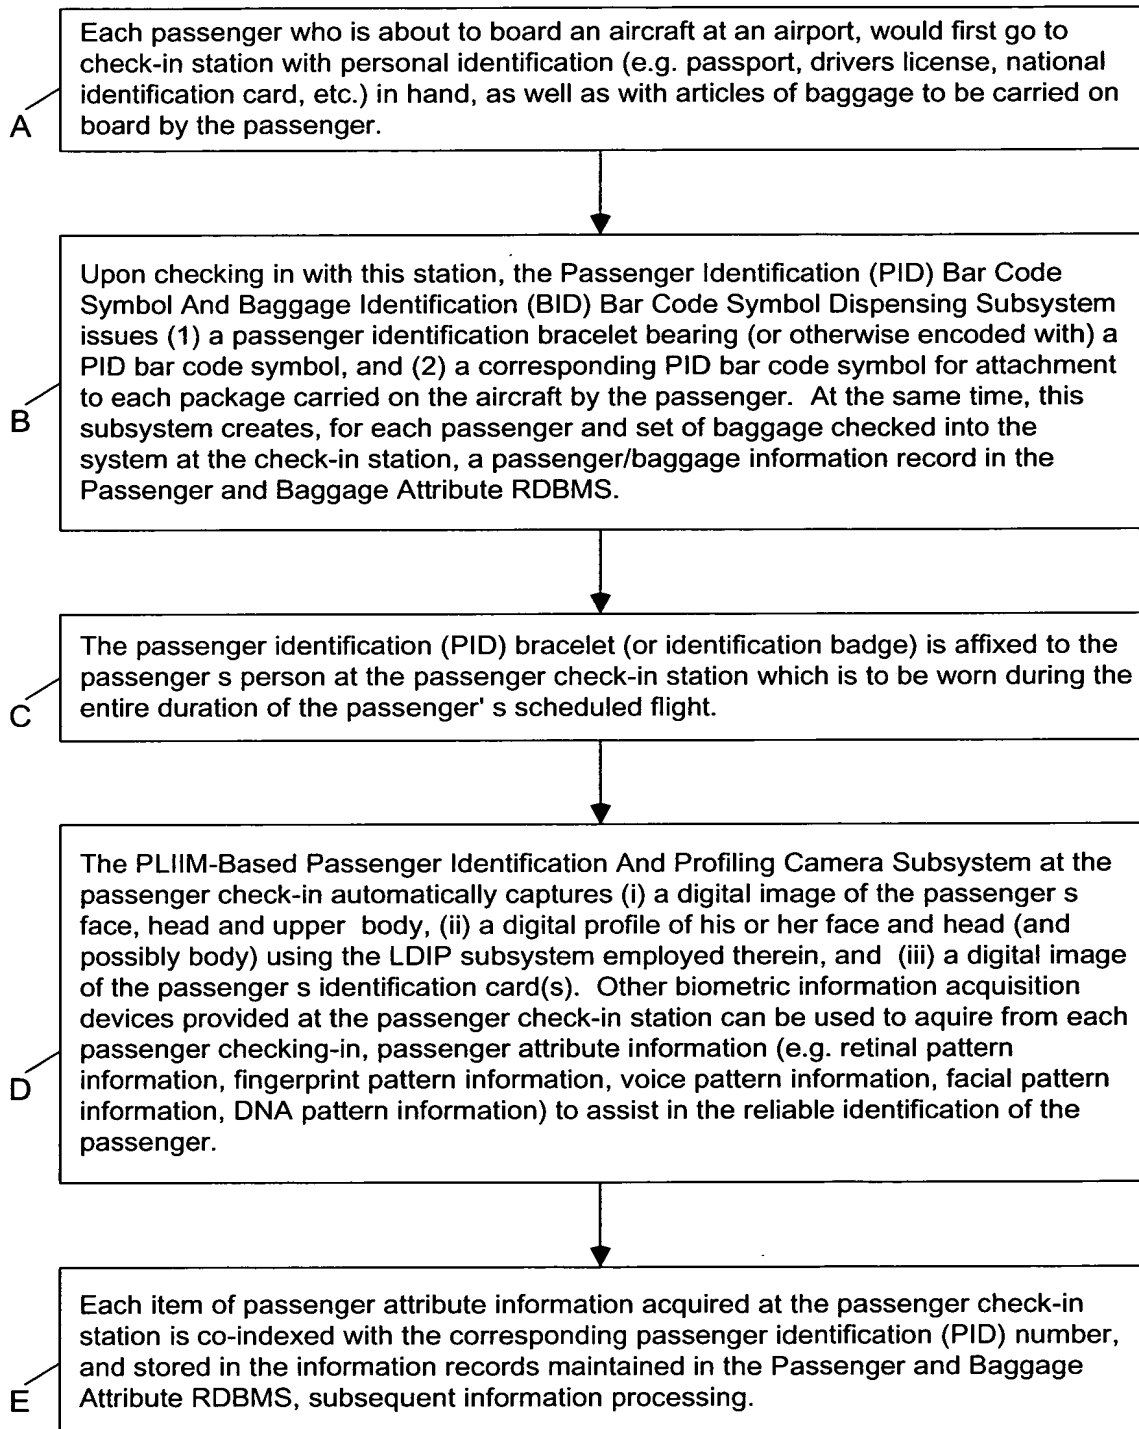 Each passenger who is about to board an aircraft at an airport, would first go to
check-in station with personal identification (e.g. passport, drivers license, national
identification card, etc.) in hand, as well as with articles of baggage to be carried on
board by the passenger.
A
Upon checking in with this station, the Passenger Identification (PID) Bar Code
Symbol And Baggage Identification (BID) Bar Code Symbol Dispensing Subsystem
issues (1) a passenger identification bracelet bearing (or otherwise encoded with) a
PID bar code symbol, and (2) a corresponding PID bar code symbol for attachment
to each package carried on the aircraft by the passenger. At the same time, this
subsystem creates, for each passenger and set of baggage checked into the
system at the check-in station, a passenger/baggage information record in the
Passenger and Baggage Attribute RDBMS.
B
The passenger identification (PID) bracelet (or identification badge) is affixed to the
passenger s person at the passenger check-in station which is to be worn during the
entire duration of the passenger' s scheduled flight.
C
The PLIIM-Based Passenger Identification And Profiling Camera Subsystem at the
passenger check-in automatically captures (i) a digital image of the passenger s
face, head and upper body, (ii) a digital profile of his or her face and head (and
possibly body) using the LDIP subsystem employed therein, and (iii) a digital image
of the passenger s identification card(s). Other biometric information acquisition
devices provided at the passenger check-in station can be used to aquire from each
passenger checking-in, passenger attribute information (e.g. retinal pattern
information, fingerprint pattern information, voice pattern information, facial pattern
information, DNA pattern information) to assist in the reliable identification of the
passenger.
D
Each item of passenger attribute information acquired at the passenger check-in
station is co-indexed with the corresponding passenger identification (PID) number,
and stored in the information records maintained in the Passenger and Baggage
Attribute RDBMS, subsequent information processing.
E